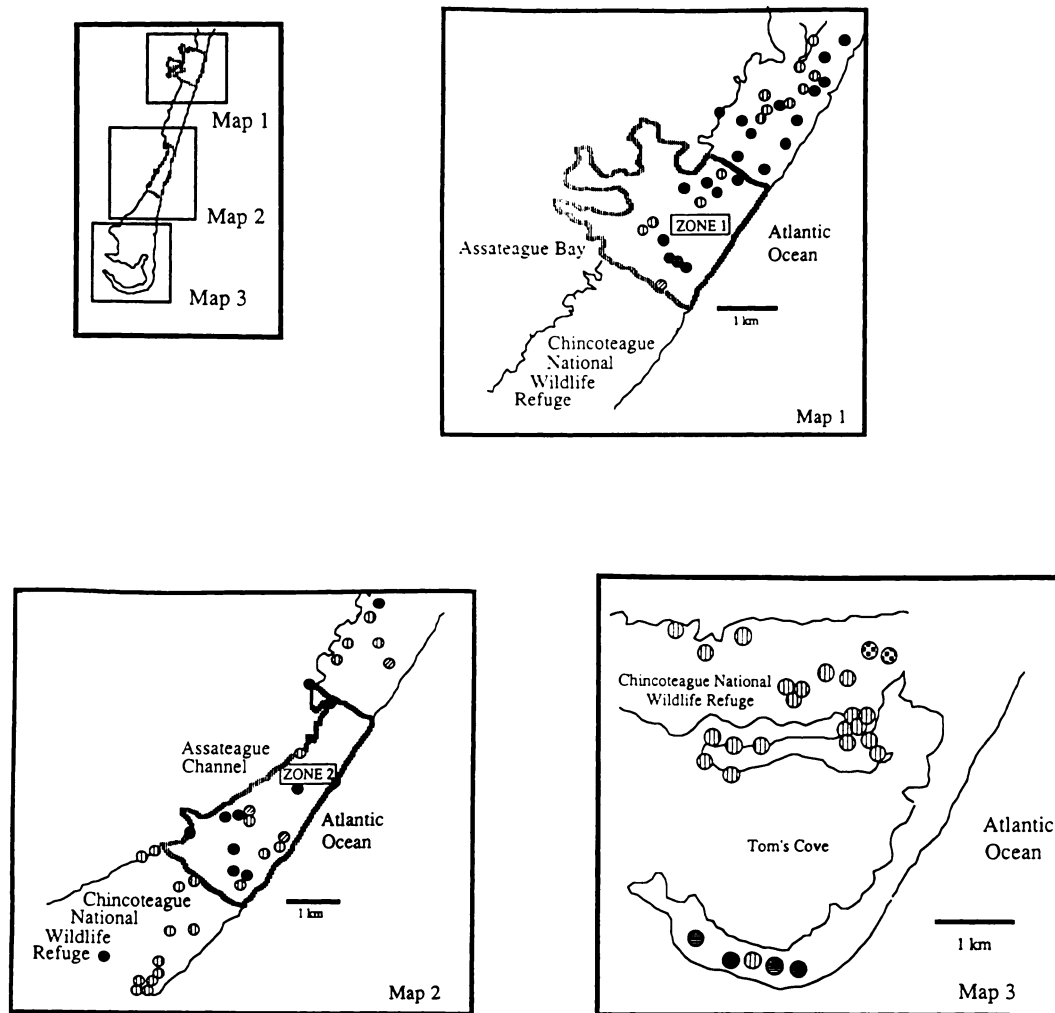 Map 1
Map 2
Map 3
ZONE 1
Assateague Bay
Atlantic
Ocean
1 km
Chincoteague
National
Wildlife
Refuge
Map 1
Assateague
Channel
ZONE 2
Atlantic
Ocean
1 km
Chincoteague
National
Wildlife
Refuge
Map 2
Chincoteague National
Wildlife Refuge
Tom's Cove
Atlantic
Ocean
1 km
Map 3